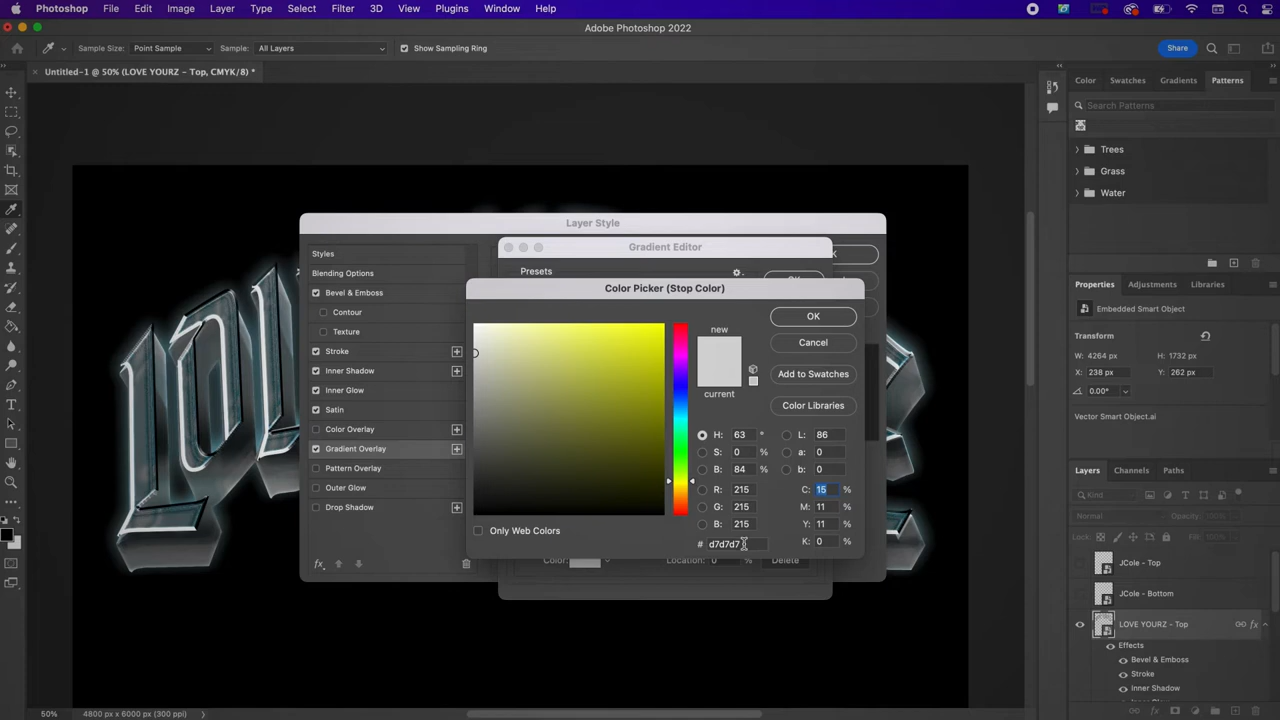 Photoshop File Edit Image Layer Type Select Filter 3D View Plugins Window Help
Adobe Photoshop 2022
Sample Size: Point Sample Sample: All Layers Show Sampling Ring Share
Untitled-1 @ 50% (LOVE YOURZ - Top, CMYK/8) *
Color Swatches Gradients Patterns
Search Patterns
Trees
Grass
Water
Layer Style
Styles
Blending Options
Bevel & Emboss
Contour
Texture
Stroke
Inner Shadow
Inner Glow
Satin
Color Overlay
Gradient Overlay
Pattern Overlay
Outer Glow
Drop Shadow
fx
Gradient Editor
Presets
Color: Location: 0 % Delete
Color Picker (Stop Color)
new
current
OK
Cancel
Add to Swatches
Color Libraries
H: 63 ° L: 86
S: 0 % a: 0
B: 84 % b: 0
R: 215 C: 15 %
G: 215 M: 11 %
B: 215 Y: 11 %
# d7d7d7 K: 0 %
Only Web Colors
Properties Adjustments Libraries
Embedded Smart Object
Transform
W: 4264 px H: 1732 px
X: 238 px Y: 262 px
0.00°
Vector Smart Object.ai
Layers Channels Paths
Kind
Normal Opacity:
Lock: Fill: 100%
JCole - Top
JCole - Bottom
LOVE YOURZ - Top fx
Effects
Bevel & Emboss
Stroke
Inner Shadow
50% 4800 px x 6000 px (300 ppi)